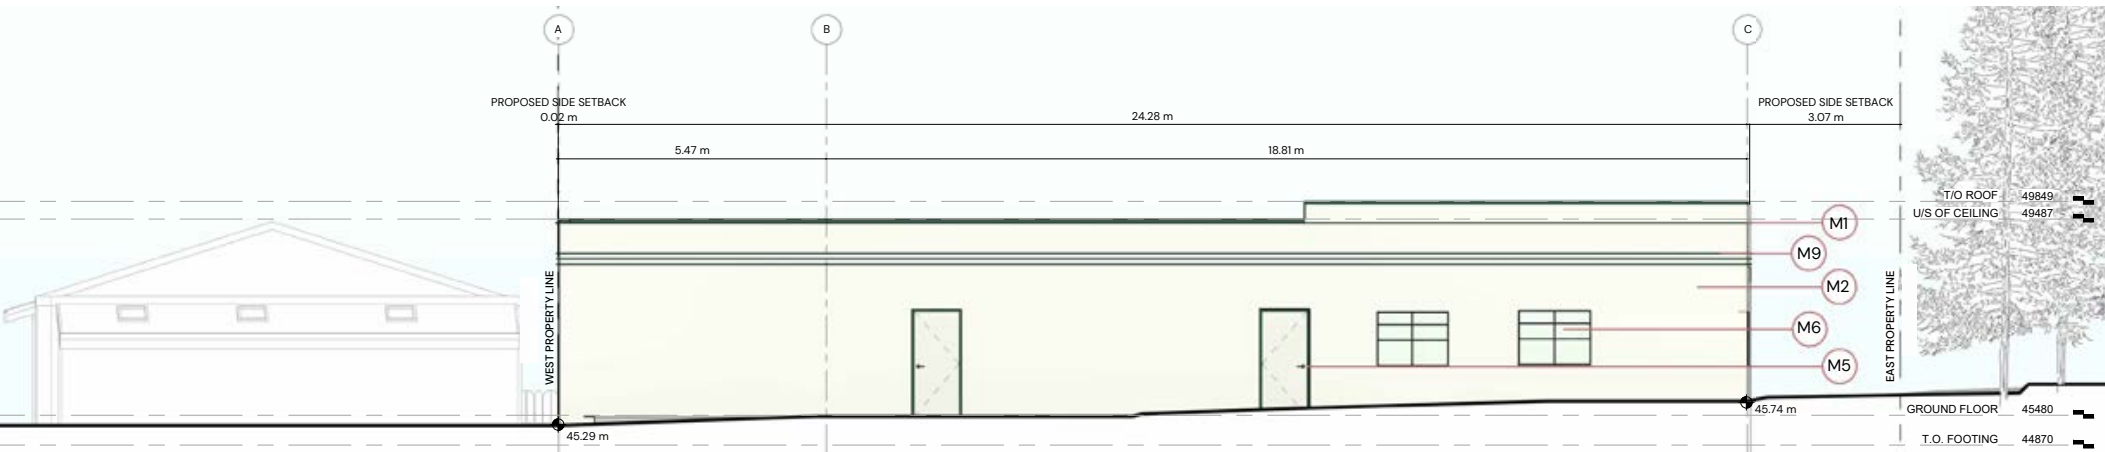 A
B
C
PROPOSED SIDE SETBACK
0.02 m
24.28 m
PROPOSED SIDE SETBACK
3.07 m
5.47 m
18.81 m
T/O ROOF 49849
U/S OF CEILING 49487
M1
M9
M2
M6
M5
WEST PROPERTY LINE
EAST PROPERTY LINE
45.29 m
45.74 m
GROUND FLOOR 45480
T.O. FOOTING 44870